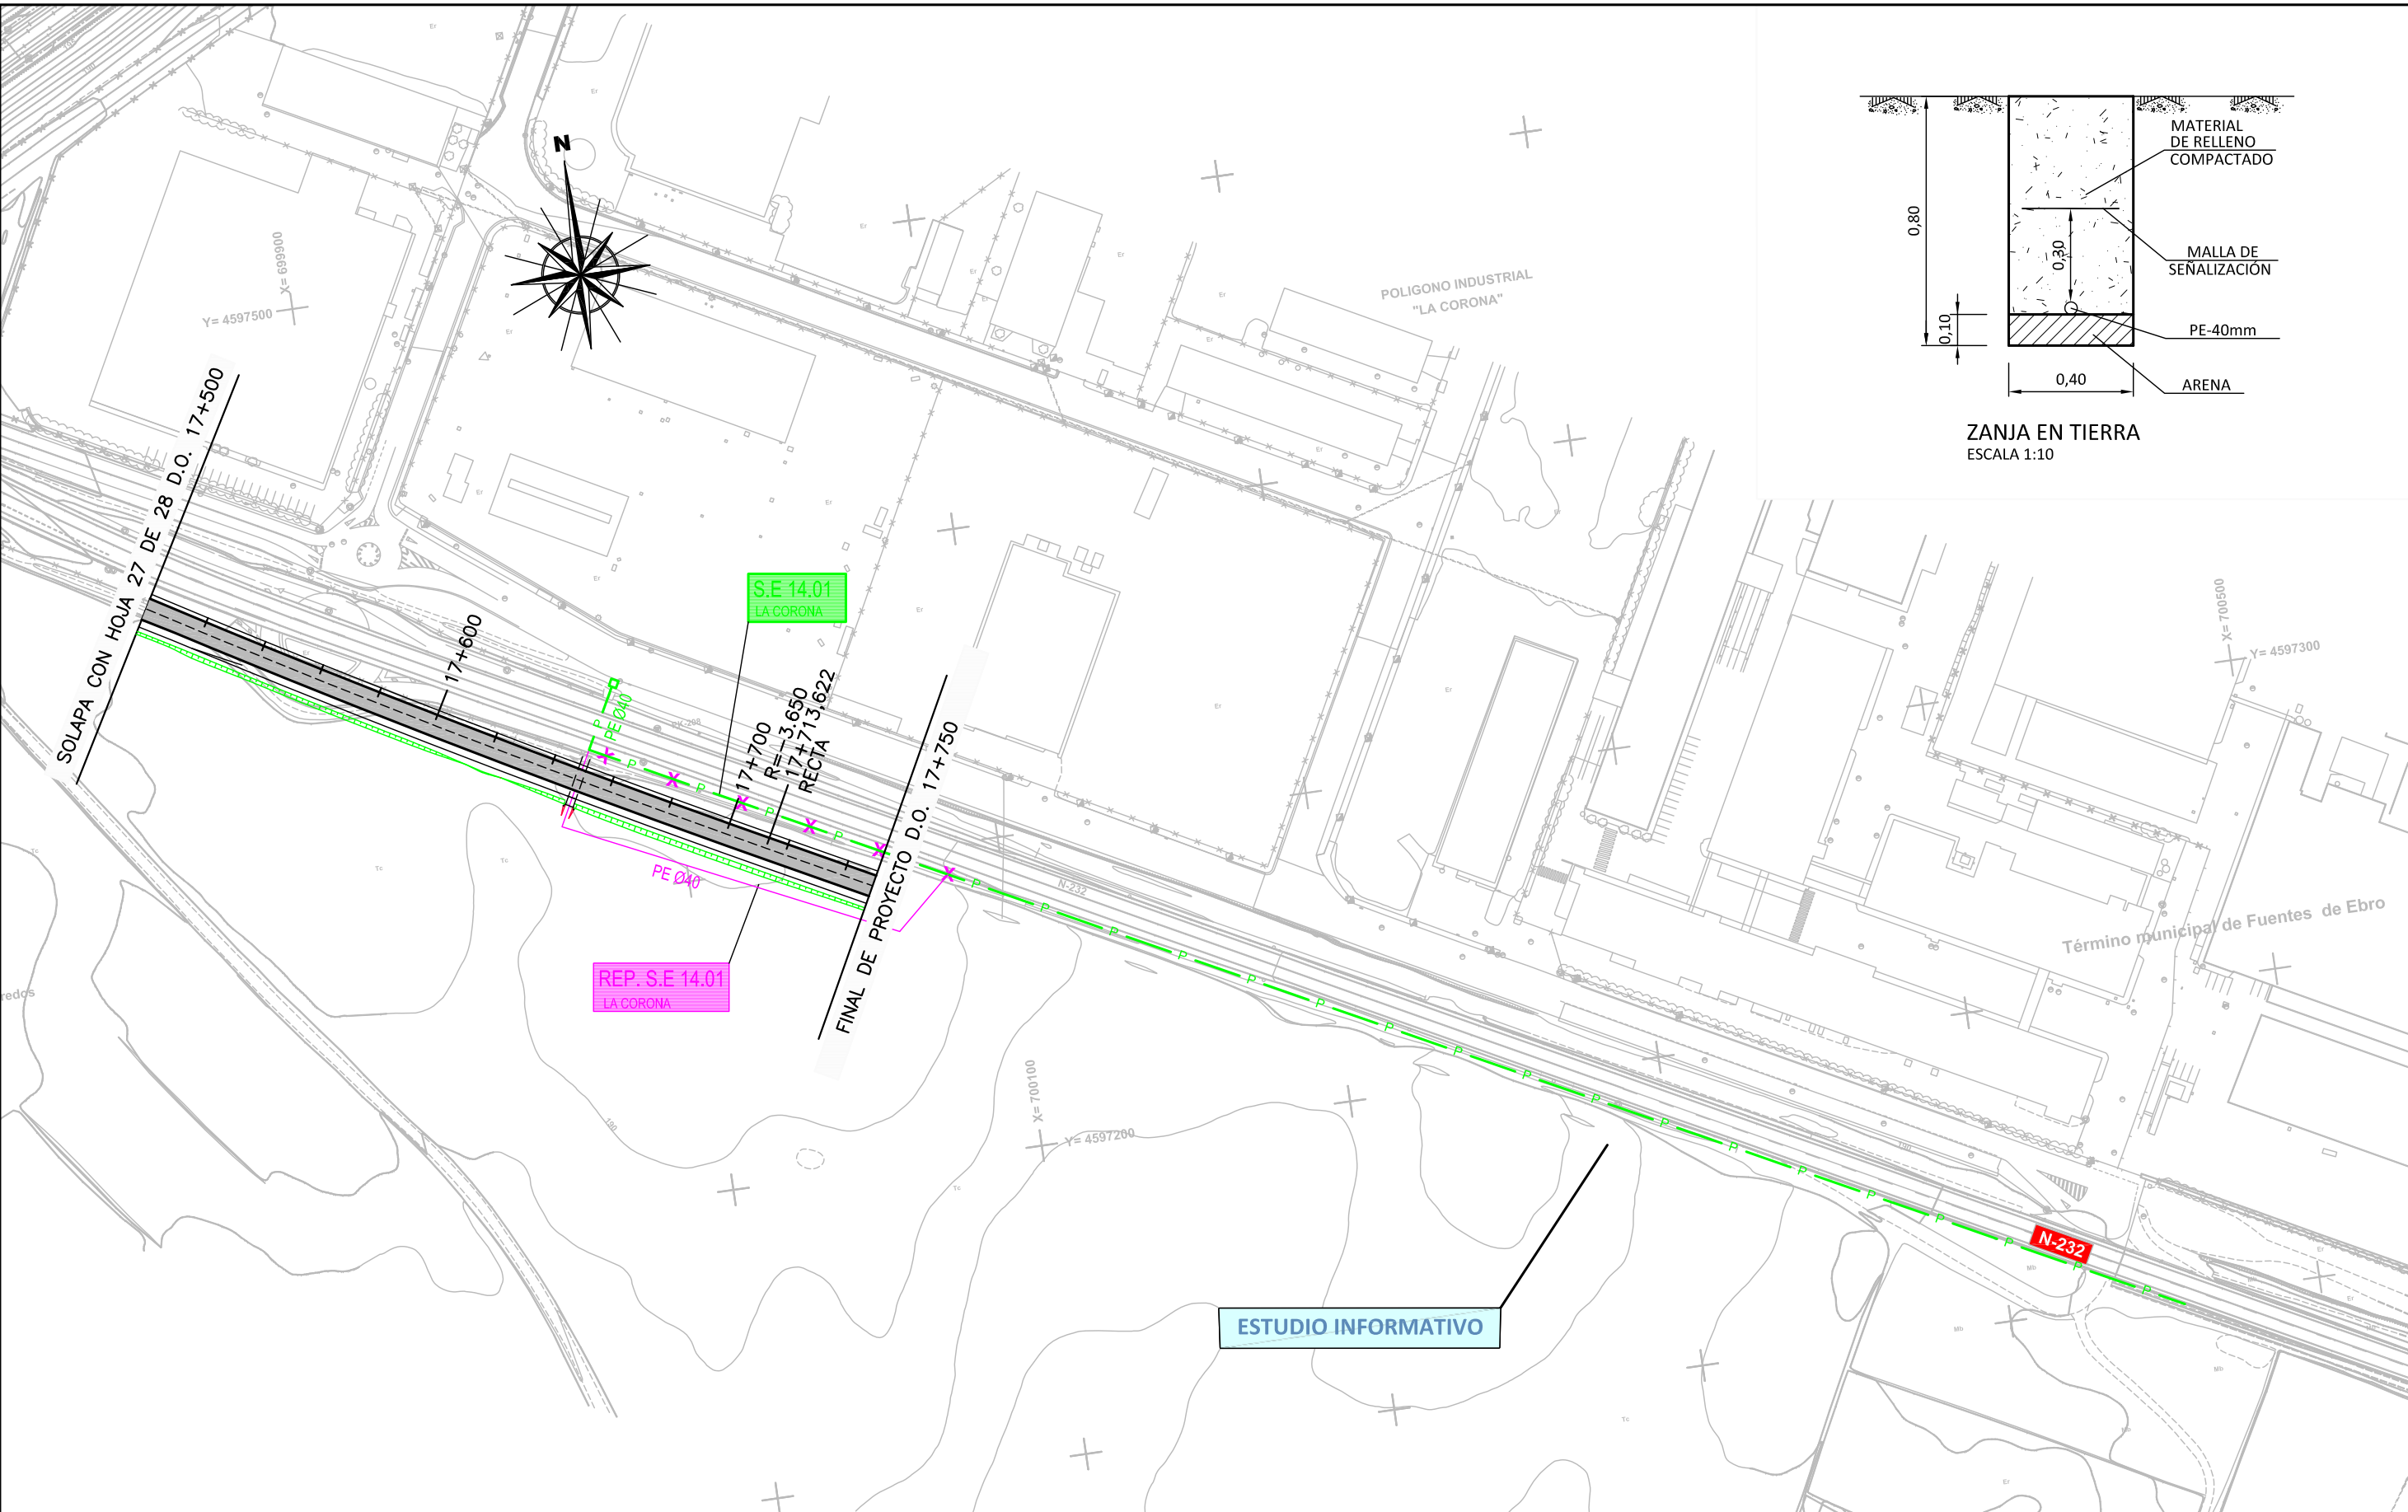 N
X= 699600
Y= 4597500
POLIGONO INDUSTRIAL
"LA CORONA"
MATERIAL
DE RELLENO
COMPACTADO
0,80
0,30
MALLA DE
SEÑALIZACIÓN
0,10
PE-40mm
0,40
ARENA
ZANJA EN TIERRA
ESCALA 1:10
SOLAPA CON HOJA 27 DE 28 D.O. 17+500
17+600
S.E 14.01
LA CORONA
P
PE Ø40
17+700
R=-3.650
17+713,622
RECTA
FINAL DE PROYECTO D.O. 17+750
PE Ø40
REP. S.E 14.01
LA CORONA
N-232
X= 700500
Y= 4597300
Término municipal de Fuentes de Ebro
X= 700100
Y= 4597200
190
N-232
ESTUDIO INFORMATIVO